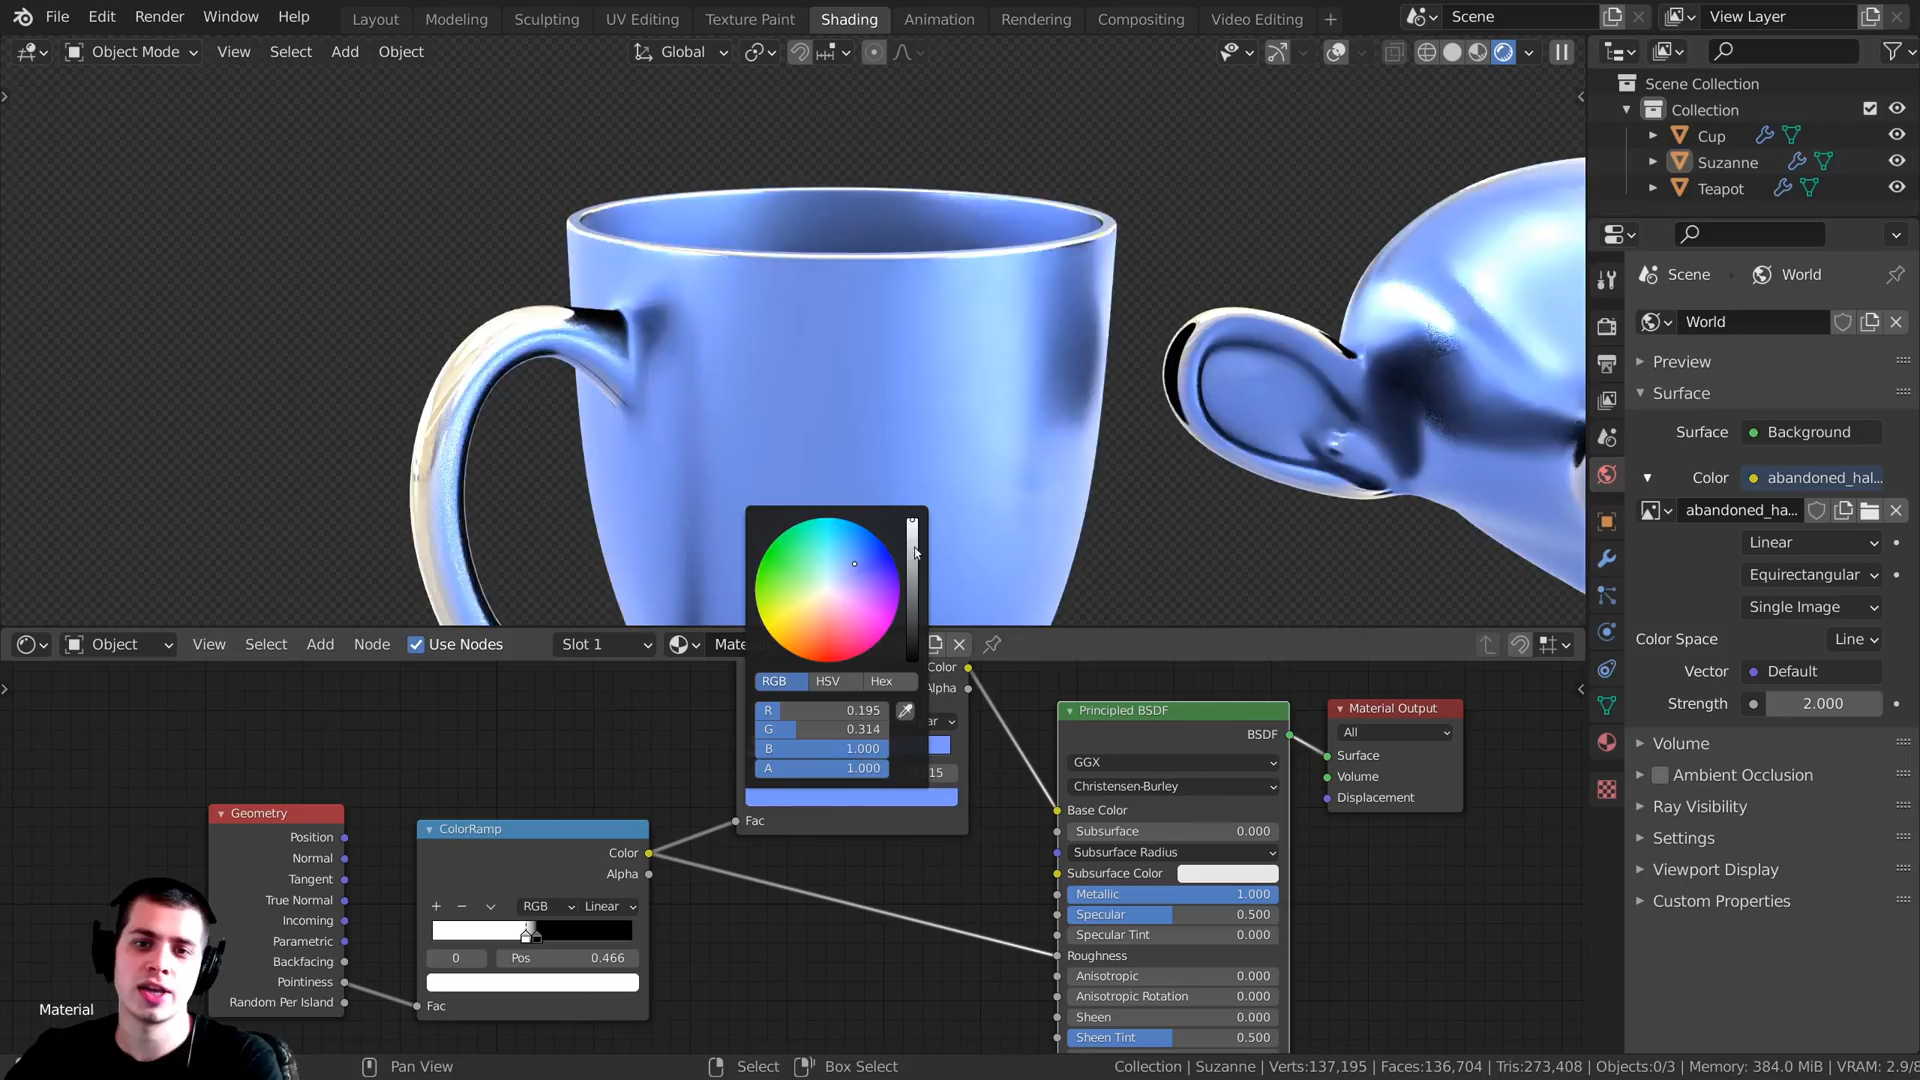 File Edit Render Window Help Layout Modeling Sculpting UV Editing Texture Paint Shading Animation Rendering Compositing Video Editing + Scene View Layer
Object Mode View Select Add Object Global
Scene Collection
Collection
Cup
Suzanne
Teapot
Scene World
World
Preview
Surface
Surface Background
Color abandoned_hal...
abandoned_ha...
Linear
Equirectangular
Single Image
Color Space Line
Vector Default
Strength 2.000
Volume
Ambient Occlusion
Ray Visibility
Settings
Viewport Display
Custom Properties
Object View Select Add Node Use Nodes Slot 1 Mate
Color
Alpha
RGB HSV Hex
R 0.195
G 0.314
B 1.000
A 1.000
ar
15
Fac
Geometry
Position
Normal
Tangent
True Normal
Incoming
Parametric
Backfacing
Pointiness
Random Per Island
ColorRamp
Color
Alpha
+ − RGB Linear
0 Pos 0.466
Fac
Principled BSDF
BSDF
GGX
Christensen-Burley
Base Color
Subsurface 0.000
Subsurface Radius
Subsurface Color
Metallic 1.000
Specular 0.500
Specular Tint 0.000
Roughness
Anisotropic 0.000
Anisotropic Rotation 0.000
Sheen 0.000
Sheen Tint 0.500
Material Output
All
Surface
Volume
Displacement
Material
Pan View Select Box Select Collection | Suzanne | Verts:137,195 | Faces:136,704 | Tris:273,408 | Objects:0/3 | Memory: 384.0 MiB | VRAM: 2.9/8